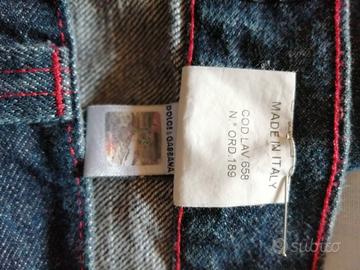 MADE IN ITALY
COD.LAV.658
N° ORD.189
DOLCE & GABBANA
subito